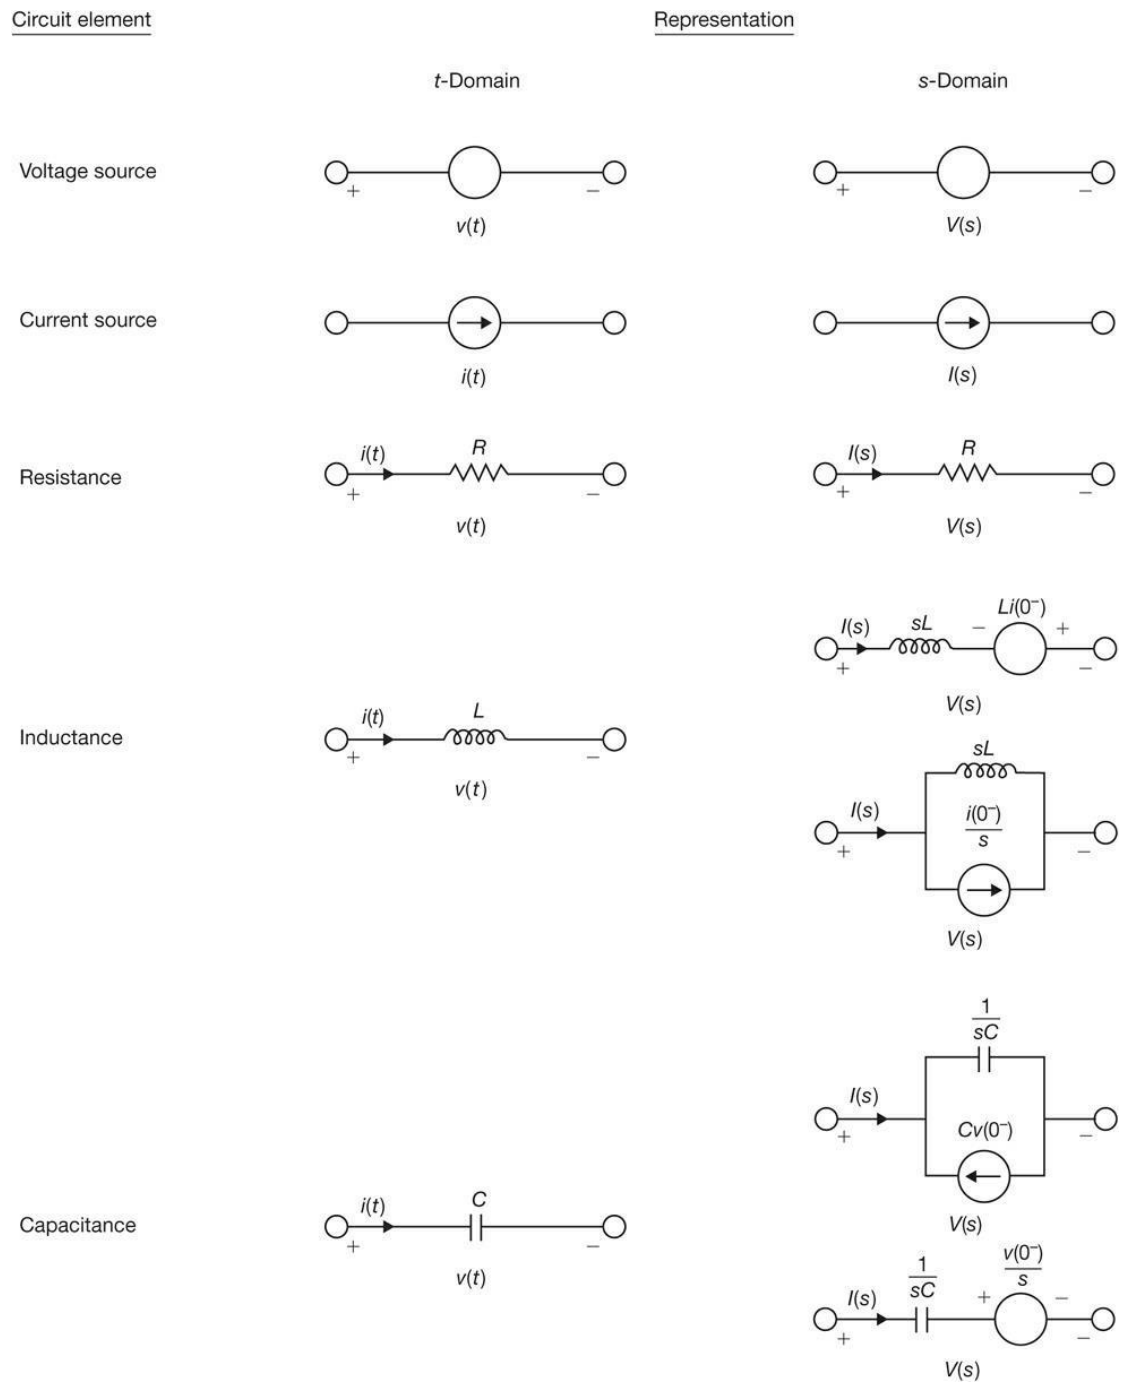 Circuit element Representation
t-Domain s-Domain
Voltage source
+ − + −
v(t) V(s)
Current source
i(t) I(s)
i(t) R I(s) R
Resistance
+ − + −
v(t) V(s)
Li(0⁻)
I(s) sL − +
+ −
V(s)
i(t) L
Inductance
+ −
v(t)
sL
I(s) i(0⁻)
s
+ −
V(s)
1
sC
I(s)
Cv(0⁻)
+ −
V(s)
i(t) C
Capacitance
+ −
v(t)
1 v(0⁻)
sC s
I(s) + −
+ −
V(s)